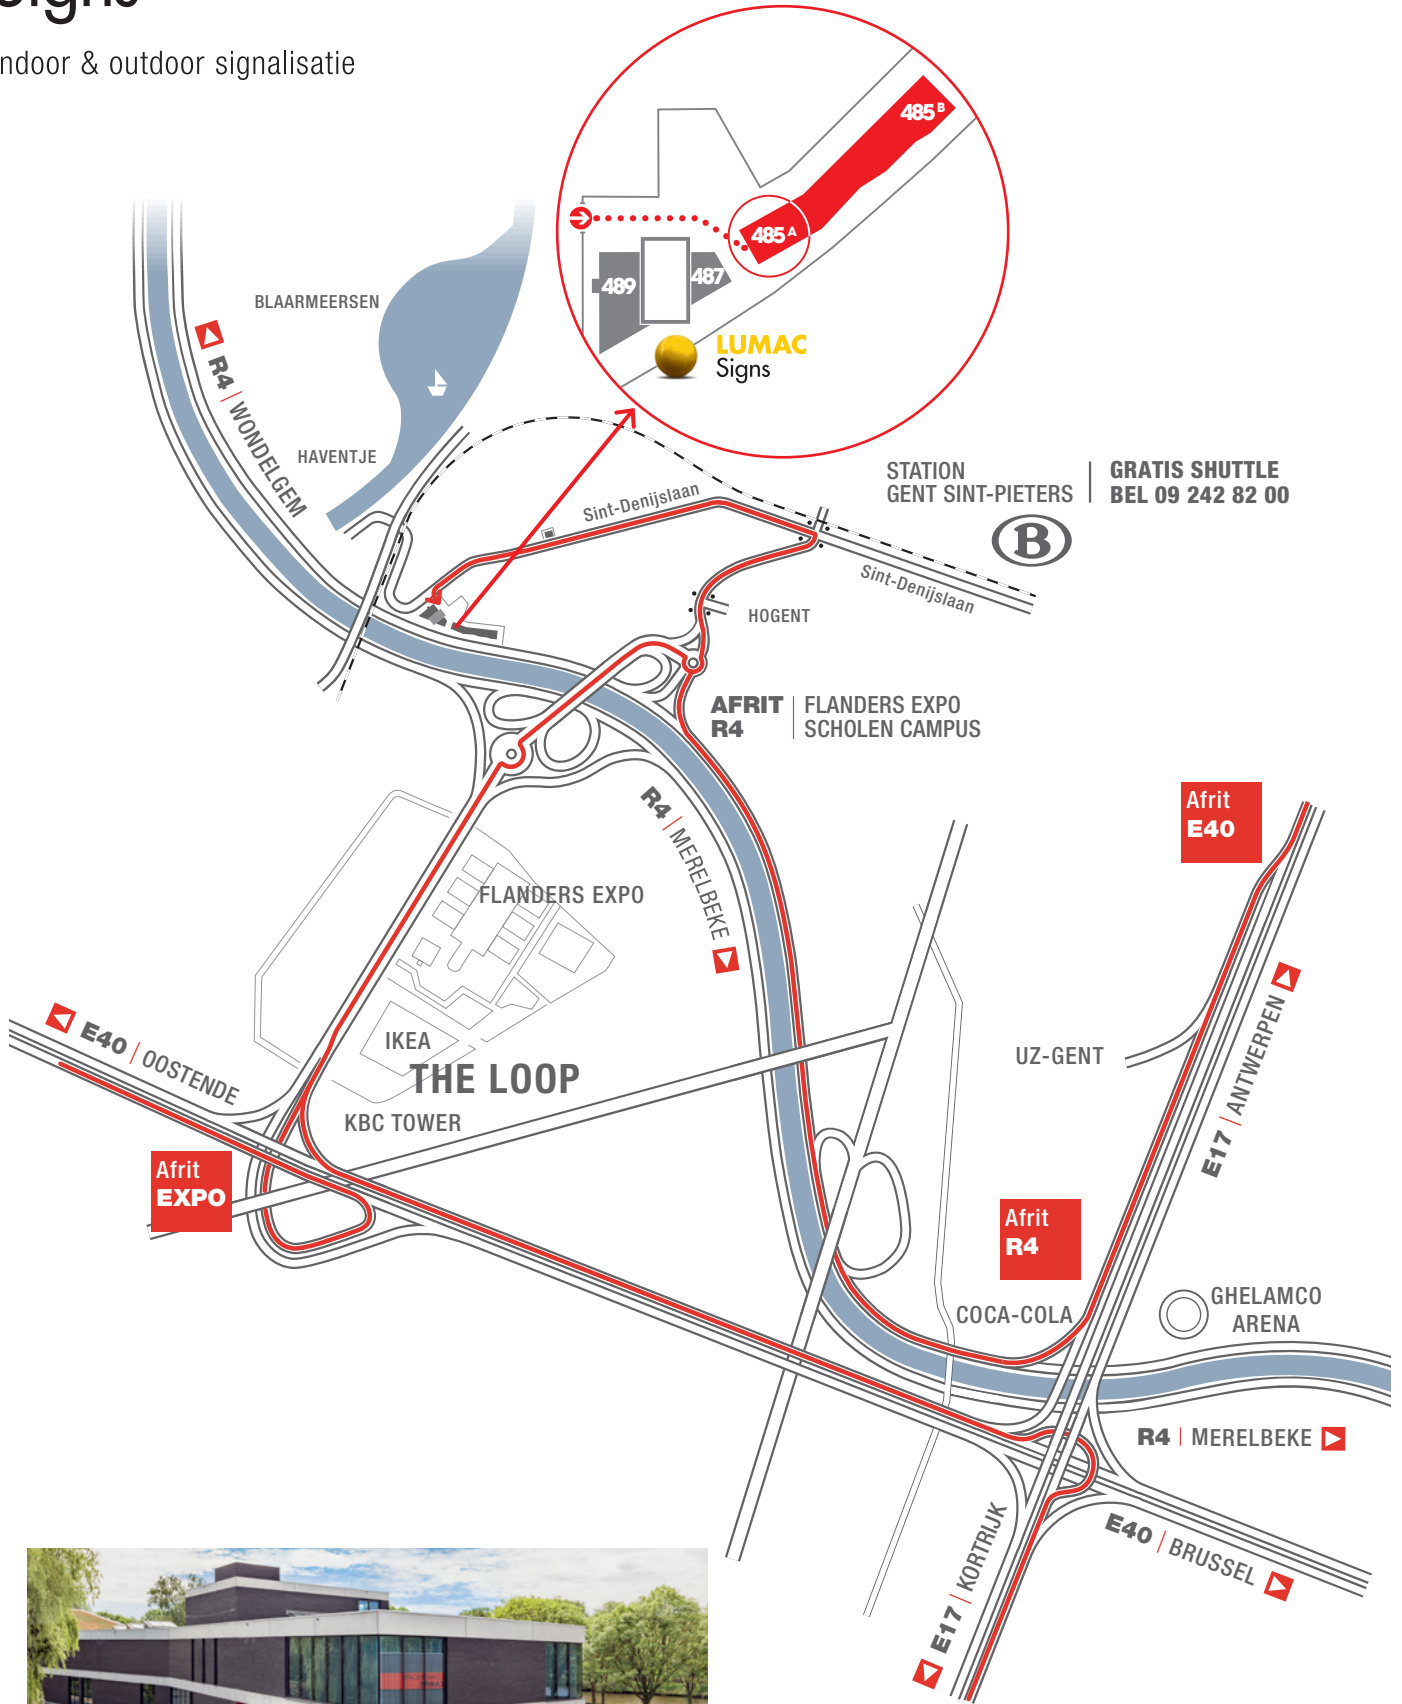 ndoor & outdoor signalisatie
485 B
485 A
489
487
LUMAC
Signs
BLAARMEERSEN
R4 | WONDELGEM
HAVENTJE
STATION
GENT SINT-PIETERS
GRATIS SHUTTLE
BEL 09 242 82 00
B
Sint-Denijslaan
Sint-Denijslaan
HOGENT
AFRIT
R4
FLANDERS EXPO
SCHOLEN CAMPUS
R4 | MERELBEKE
Afrit
E40
FLANDERS EXPO
E40 | OOSTENDE
IKEA
THE LOOP
KBC TOWER
UZ-GENT
E17 | ANTWERPEN
Afrit
EXPO
Afrit
R4
COCA-COLA
GHELAMCO
ARENA
R4 | MERELBEKE
E17 | KORTRIJK
E40 | BRUSSEL